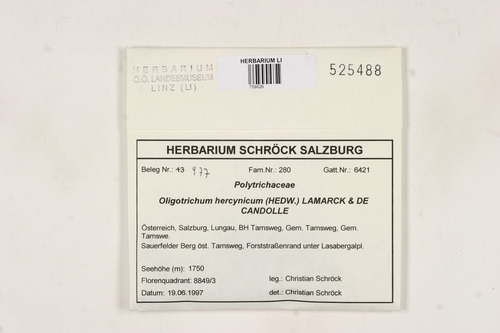 HERBARIUM
O.Ö. LANDESMUSEUM
LINZ (LI)
HERBARIUM LI
525488
HERBARIUM SCHRÖCK SALZBURG
Beleg Nr.: 43 977 Fam.Nr.: 280 Gatt.Nr.: 6421
Polytrichaceae
Oligotrichum hercynicum (HEDW.) LAMARCK & DE
CANDOLLE
Österreich, Salzburg, Lungau, BH Tamsweg, Gem. Tamsweg, Gem.
Tamswe.
Sauerfelder Berg öst. Tamsweg, Forststraßenrand unter Lasabergalpl.
Seehöhe (m): 1750
Florenquadrant: 8849/3 leg.: Christian Schröck
Datum: 19.06.1997 det.: Christian Schröck